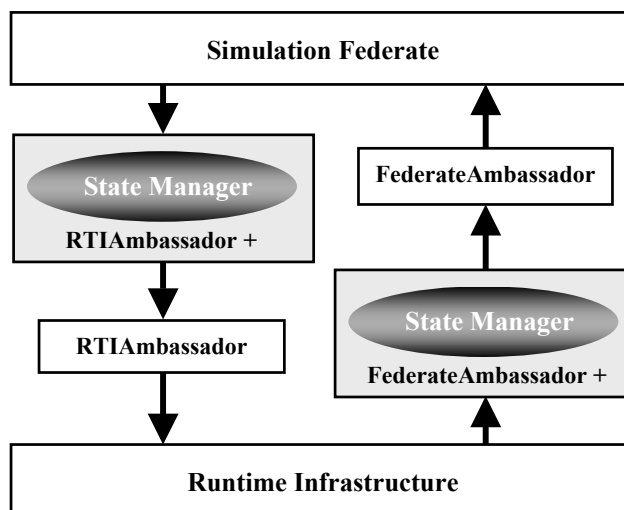 Simulation Federate
State Manager
RTIAmbassador +
RTIAmbassador
FederateAmbassador
State Manager
FederateAmbassador +
Runtime Infrastructure